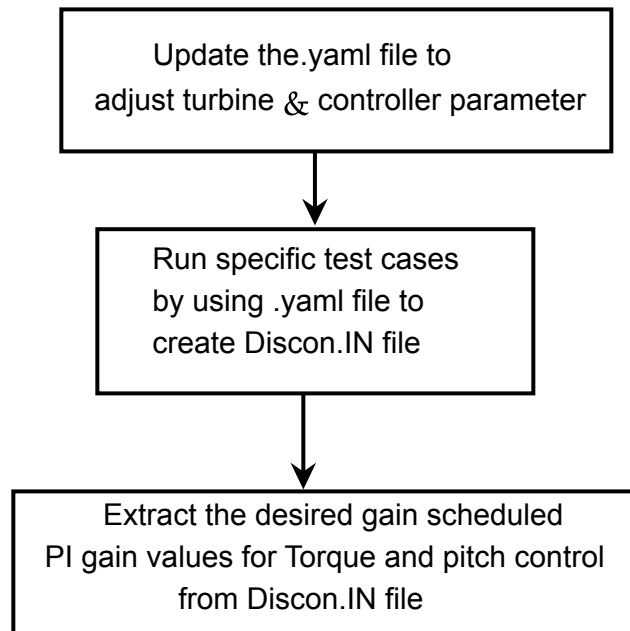 Update the.yaml file to
adjust turbine & controller parameter
Run specific test cases
by using .yaml file to
create Discon.IN file
Extract the desired gain scheduled
PI gain values for Torque and pitch control
from Discon.IN file